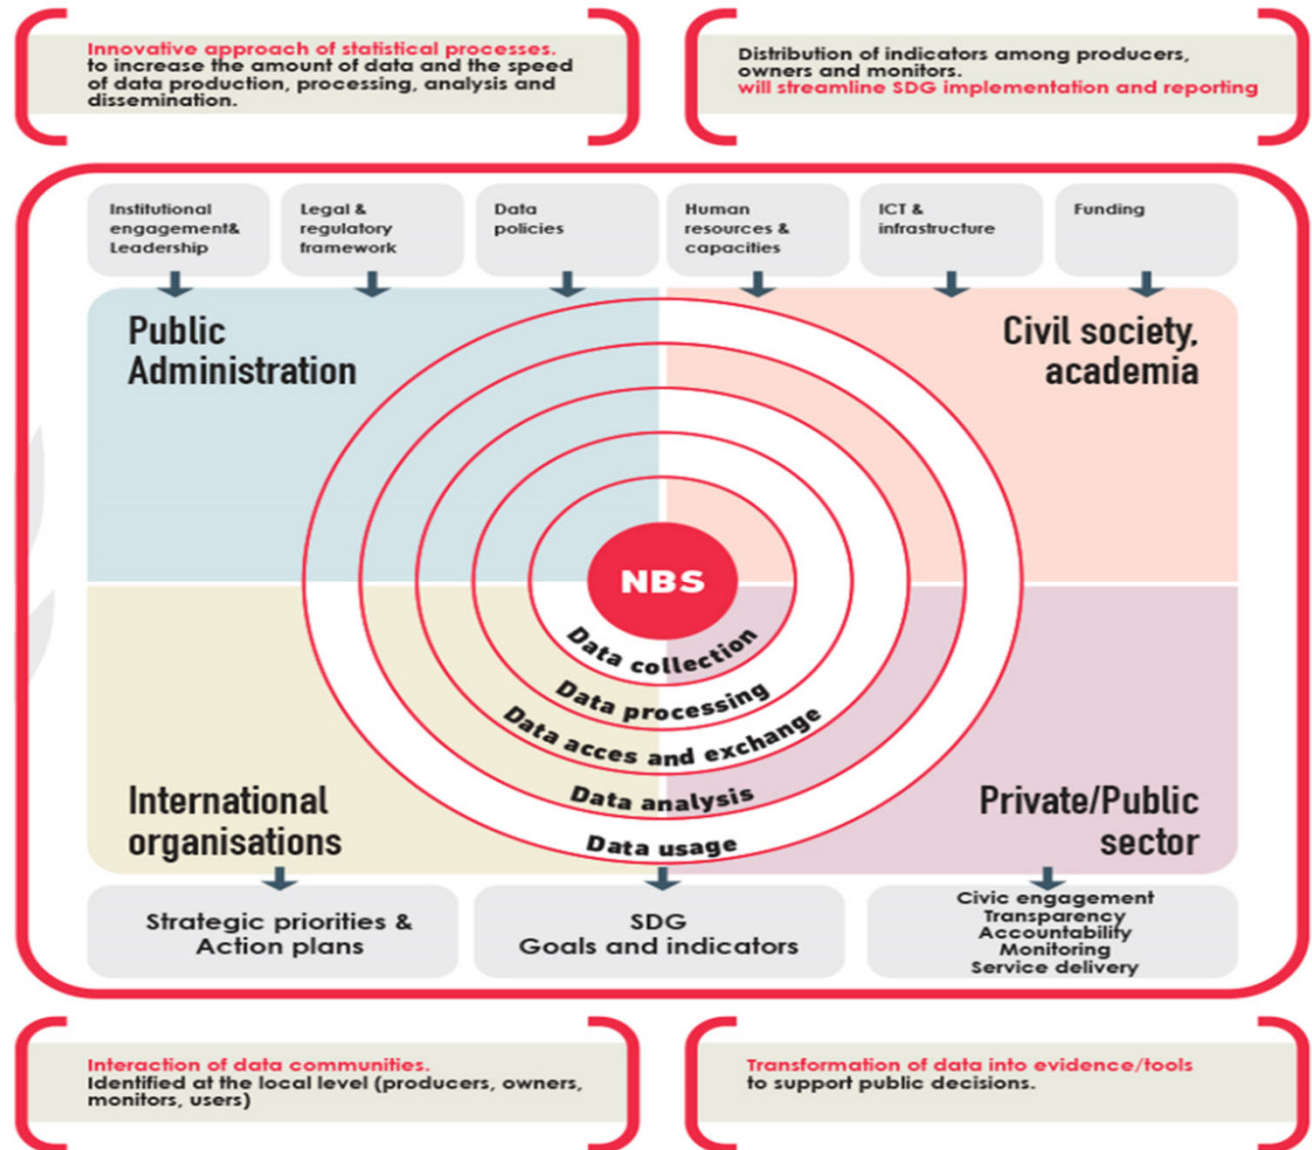 Innovative approach of statistical processes.
to increase the amount of data and the speed
of data production, processing, analysis and
dissemination.
Distribution of indicators among producers,
owners and monitors.
will streamline SDG implementation and reporting
Institutional
engagement&
Leadership
Legal &
regulatory
framework
Data
policies
Human
resources &
capacities
ICT &
infrastructure
Funding
Public
Administration
Civil society,
academia
NBS
Data collection
Data processing
Data acces and exchange
Data analysis
Data usage
International
organisations
Private/Public
sector
Strategic priorities &
Action plans
SDG
Goals and indicators
Civic engagement
Transparency
Accountability
Monitoring
Service delivery
Interaction of data communities.
Identified at the local level (producers, owners,
monitors, users)
Transformation of data into evidence/tools
to support public decisions.